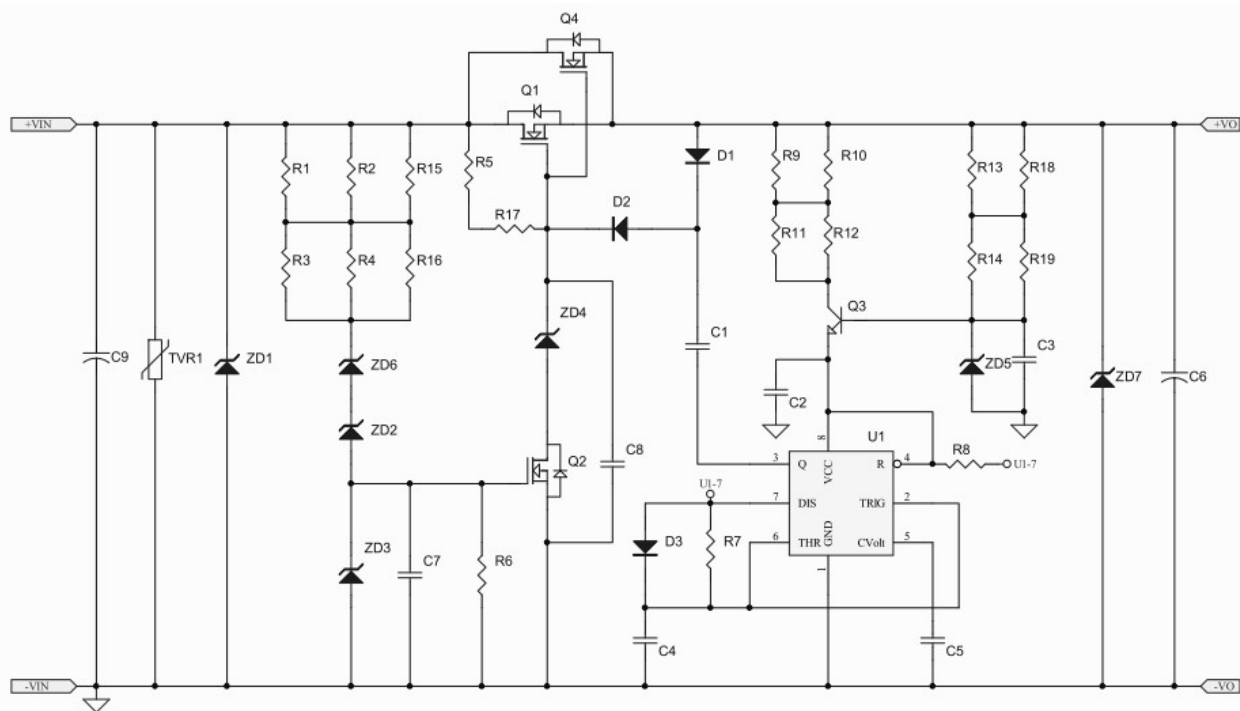 Q4
Q1
+VIN
+VO
R1
R2
R15
R5
D1
R9
R10
R13
R18
D2
R17
R3
R4
R16
R11
R12
R14
R19
Q3
ZD4
C1
C9
TVR1
ZD1
ZD6
ZD5
C3
ZD7
C6
C2
ZD2
U1
Q2
C8
8
VCC
3
Q
R
4
R8
U1-7
U1-7
7
DIS
TRIG
2
GND
D3
R7
6
THR
CVolt
5
ZD3
C7
R6
1
C4
C5
-VIN
-VO